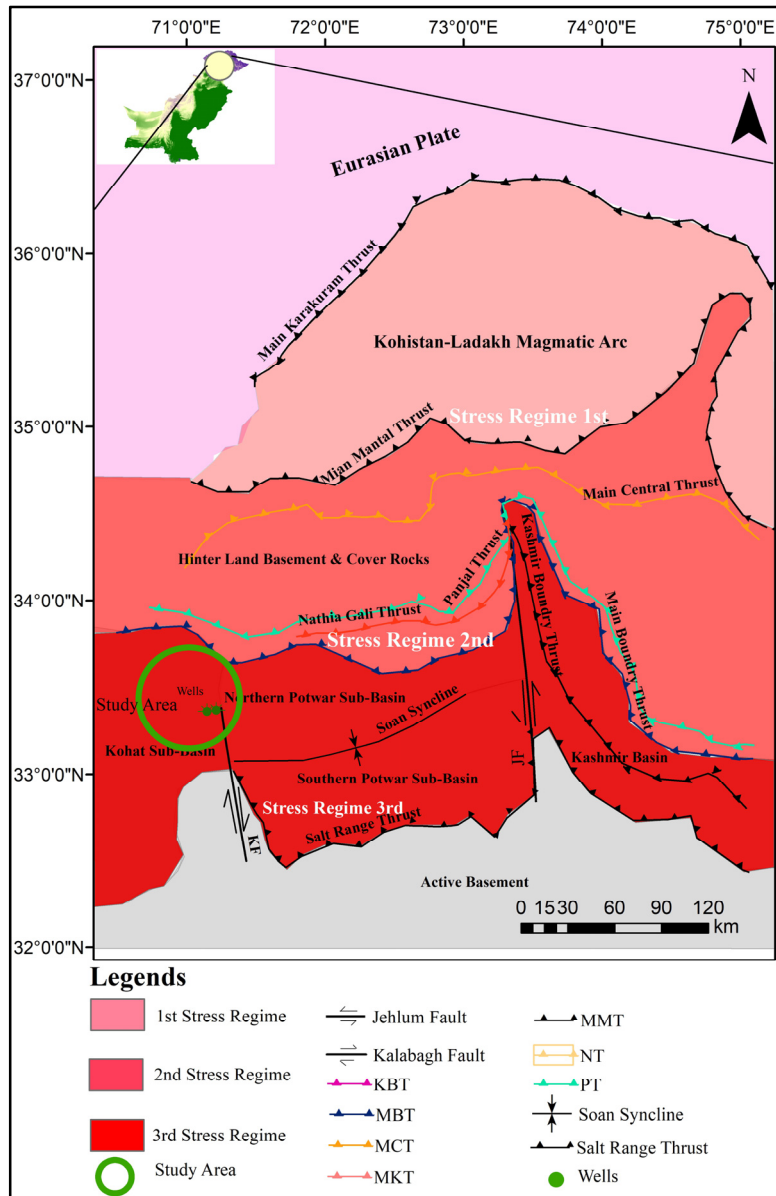 71°0'0"E 72°0'0"E 73°0'0"E 74°0'0"E 75°0'0"E
37°0'0"N
N
Eurasian Plate
36°0'0"N
Main Karakuram Thrust
Kohistan-Ladakh Magmatic Arc
35°0'0"N
Mian Mantal Thrust
Stress Regime 1st
Main Central Thrust
Hinter Land Basement & Cover Rocks
Panjal Thrust
Kashmir Boundry Thrust
34°0'0"N
Nathia Gali Thrust
Main Boundry Thrust
Stress Regime 2nd
Wells
Study Area
Northern Potwar Sub-Basin
Soan Syncline
Kohat Sub-Basin
33°0'0"N
Southern Potwar Sub-Basin
JF
Kashmir Basin
Stress Regime 3rd
Salt Range Thrust
KF
Active Basement
0 15 30 60 90 120
km
32°0'0"N
Legends
1st Stress Regime
2nd Stress Regime
3rd Stress Regime
Study Area
Jehlum Fault
Kalabagh Fault
KBT
MBT
MCT
MKT
MMT
NT
PT
Soan Syncline
Salt Range Thrust
Wells